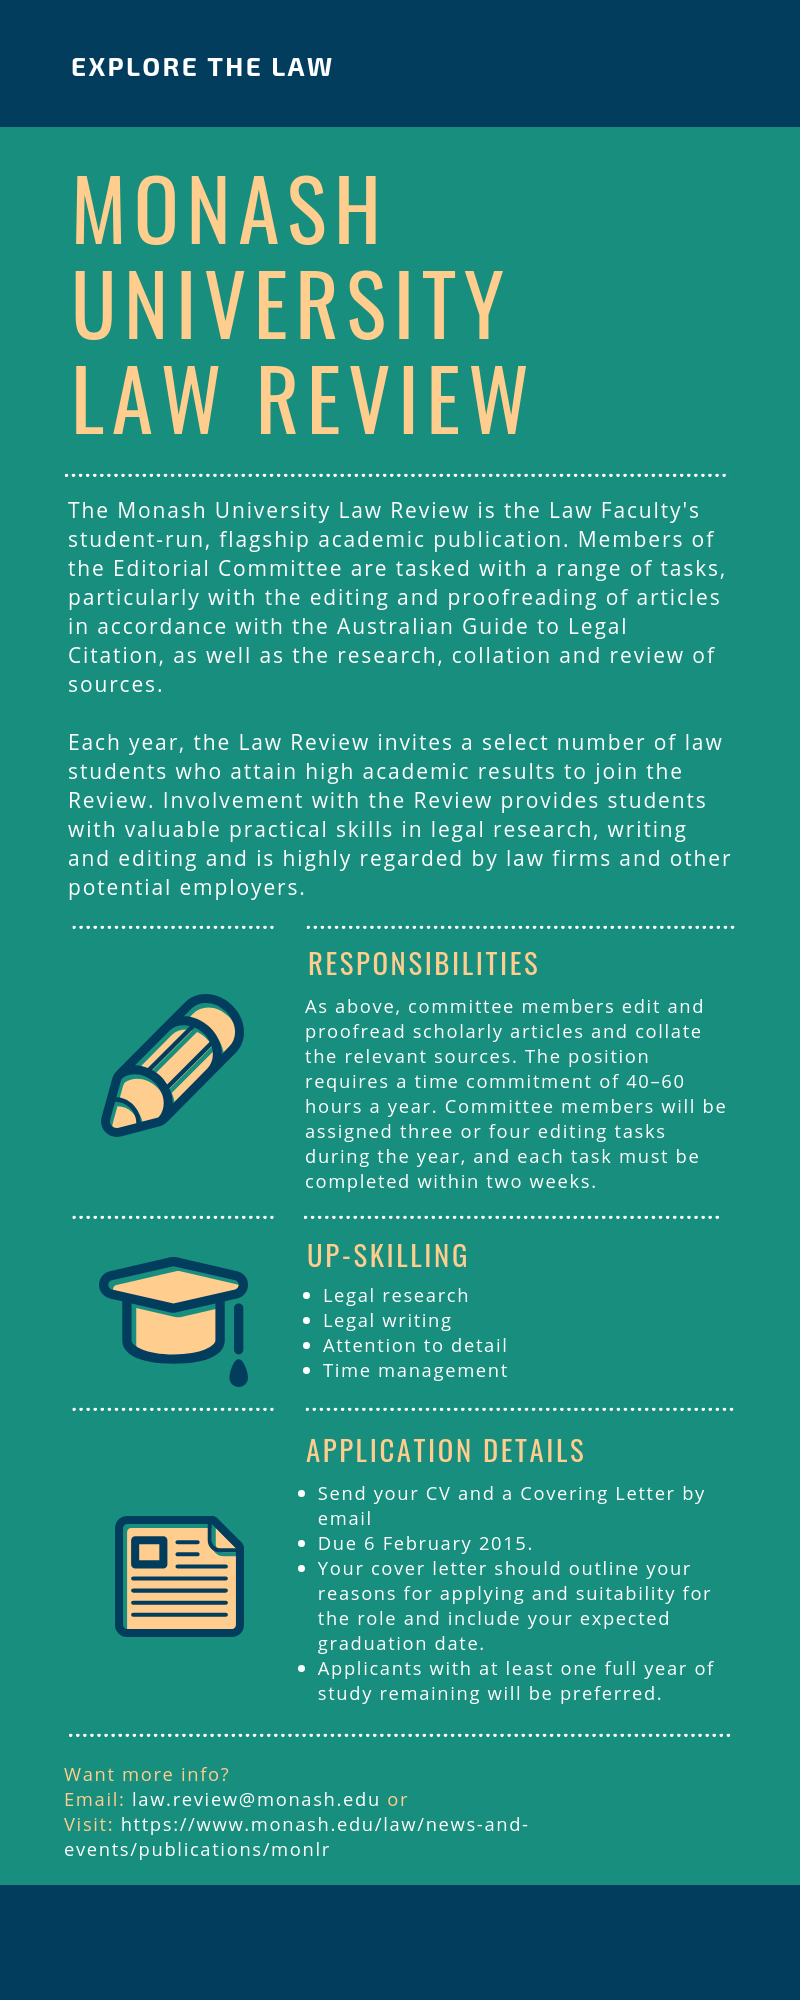 EXPLORE THE LAW
MONASH
UNIVERSITY
LAW REVIEW
The Monash University Law Review is the Law Faculty's
student-run, flagship academic publication. Members of
the Editorial Committee are tasked with a range of tasks,
particularly with the editing and proofreading of articles
in accordance with the Australian Guide to Legal
Citation, as well as the research, collation and review of
sources.
Each year, the Law Review invites a select number of law
students who attain high academic results to join the
Review. Involvement with the Review provides students
with valuable practical skills in legal research, writing
and editing and is highly regarded by law firms and other
potential employers.
RESPONSIBILITIES
As above, committee members edit and
proofread scholarly articles and collate
the relevant sources. The position
requires a time commitment of 40–60
hours a year. Committee members will be
assigned three or four editing tasks
during the year, and each task must be
completed within two weeks.
UP-SKILLING
• Legal research
• Legal writing
• Attention to detail
• Time management
APPLICATION DETAILS
• Send your CV and a Covering Letter by
email
• Due 6 February 2015.
• Your cover letter should outline your
reasons for applying and suitability for
the role and include your expected
graduation date.
• Applicants with at least one full year of
study remaining will be preferred.
Want more info?
Email: law.review@monash.edu or
Visit: https://www.monash.edu/law/news-and-
events/publications/monlr